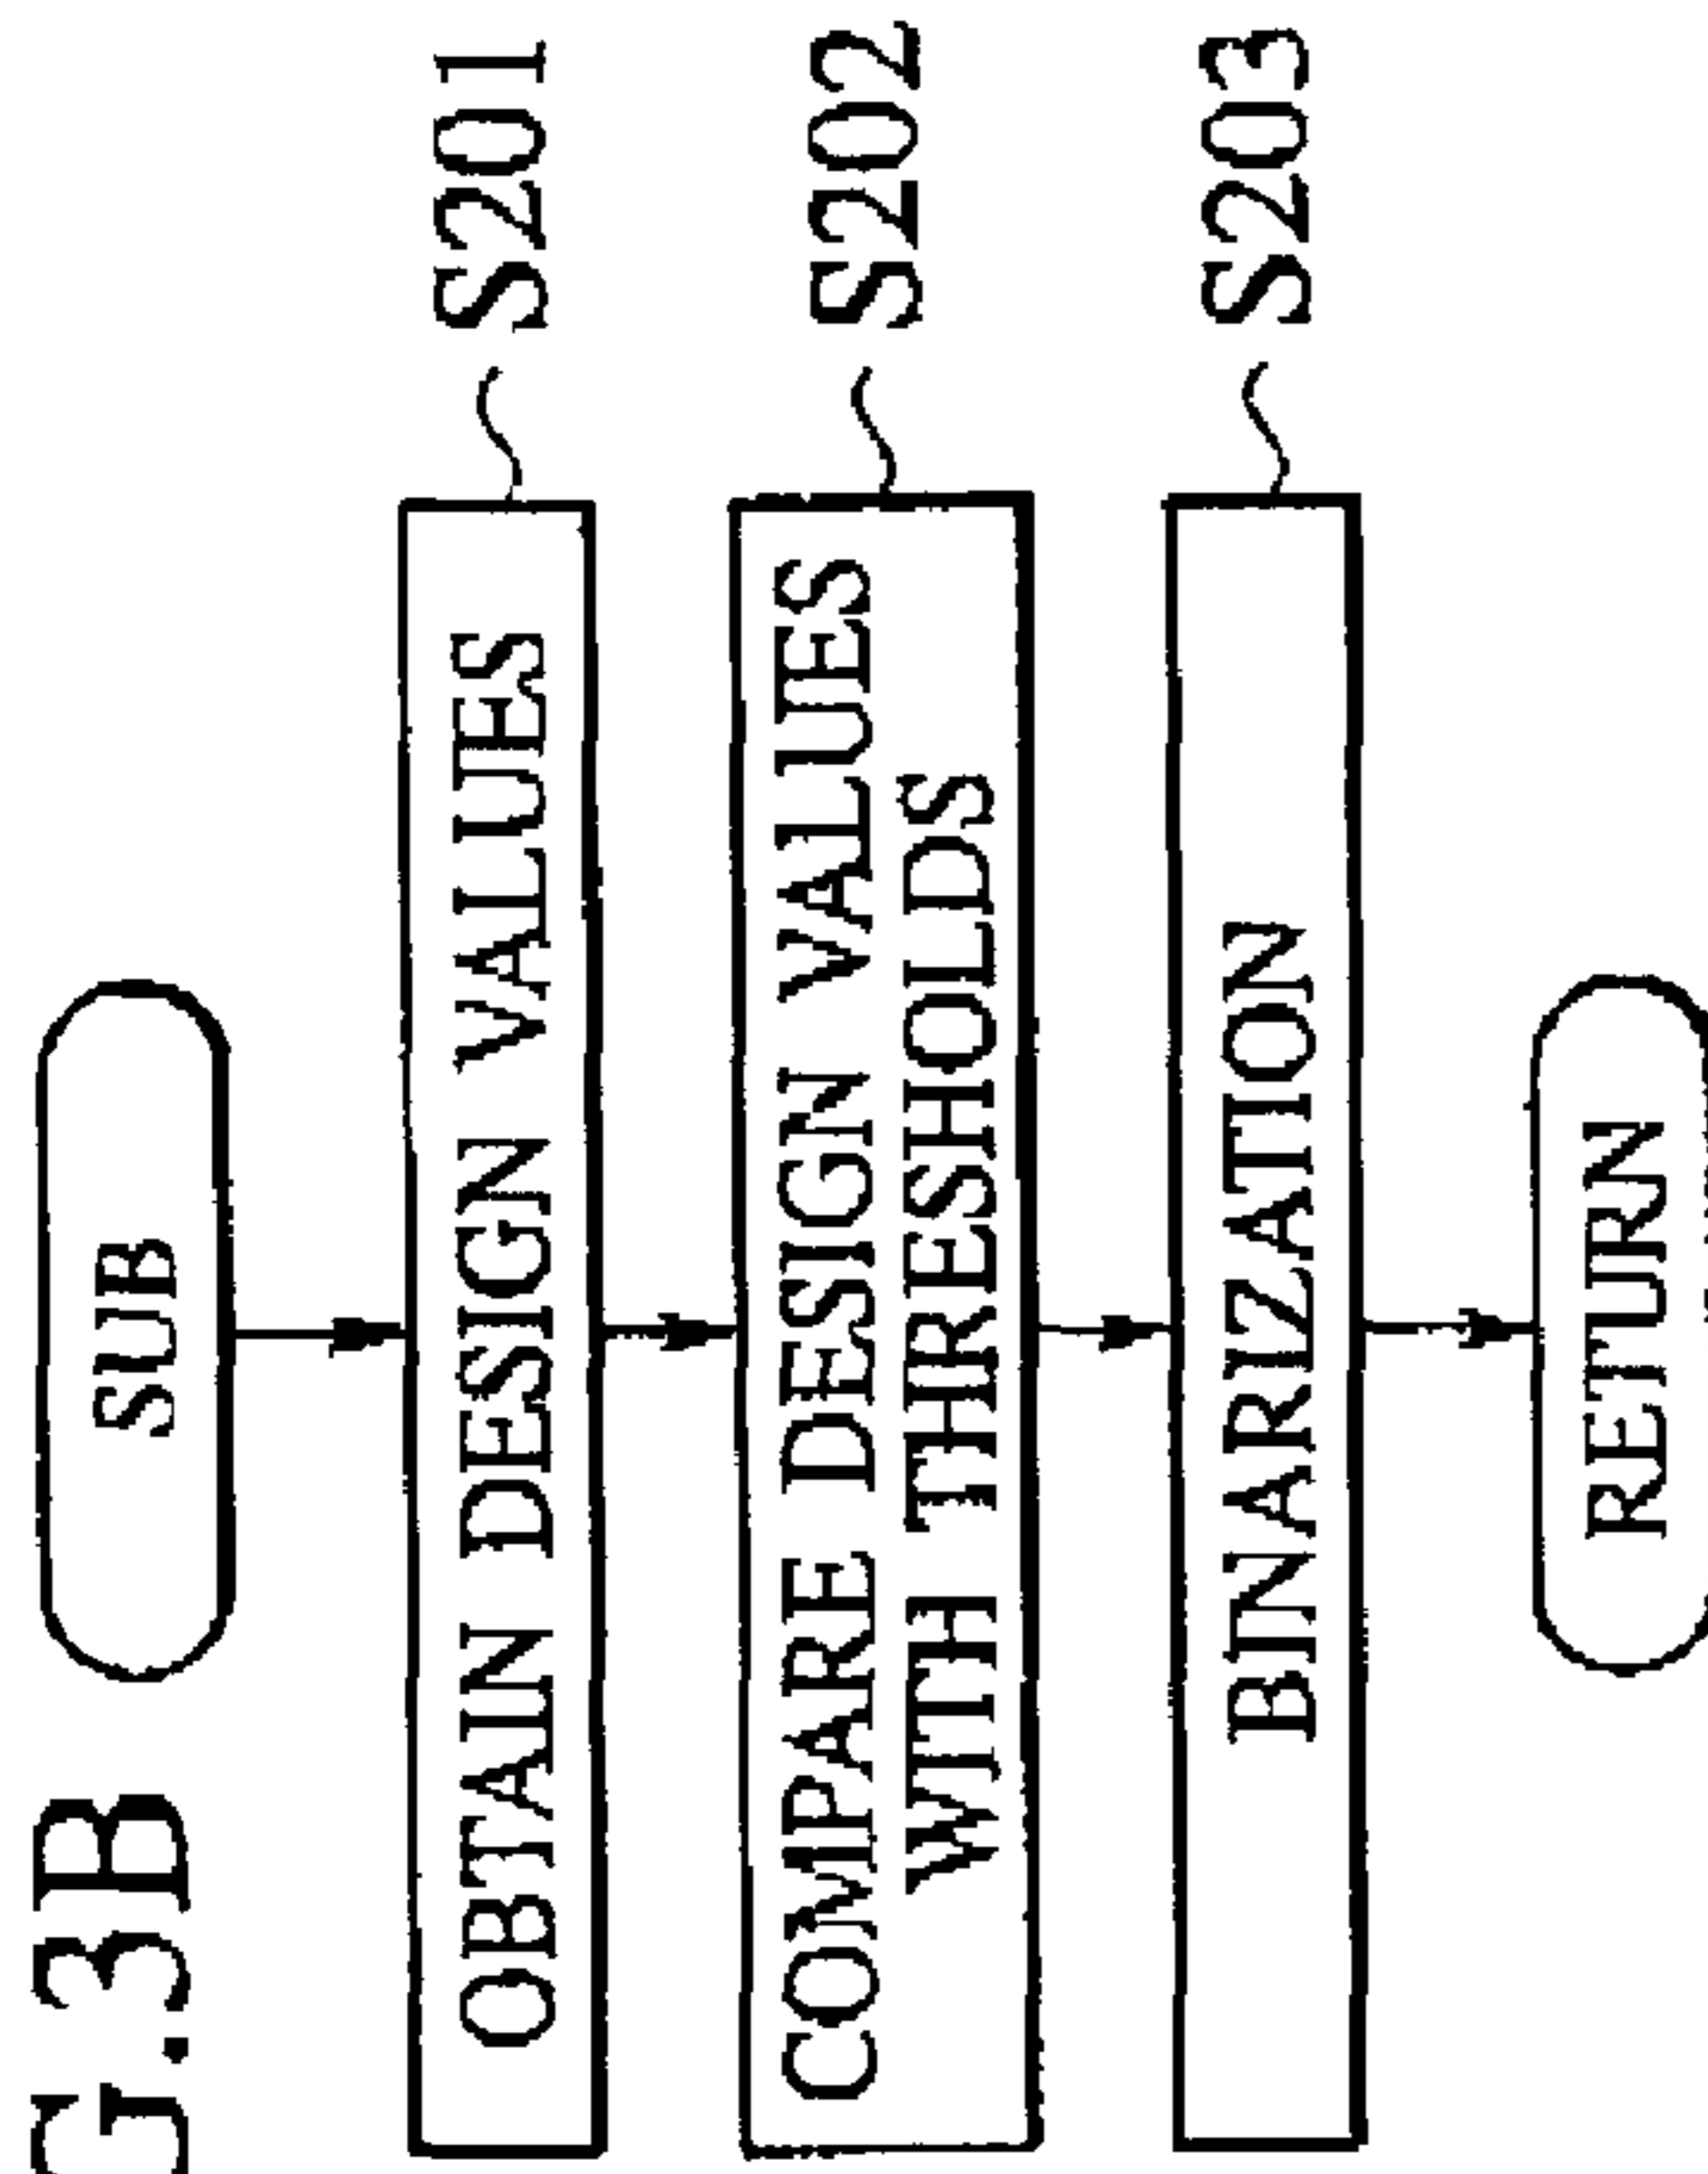 G.3B
SUB
OBTAIN DESIGN VALUES
S201
COMPARE DESIGN VALUES
WITH THRESHOLDS
S202
BINARIZATION
S203
RETURN